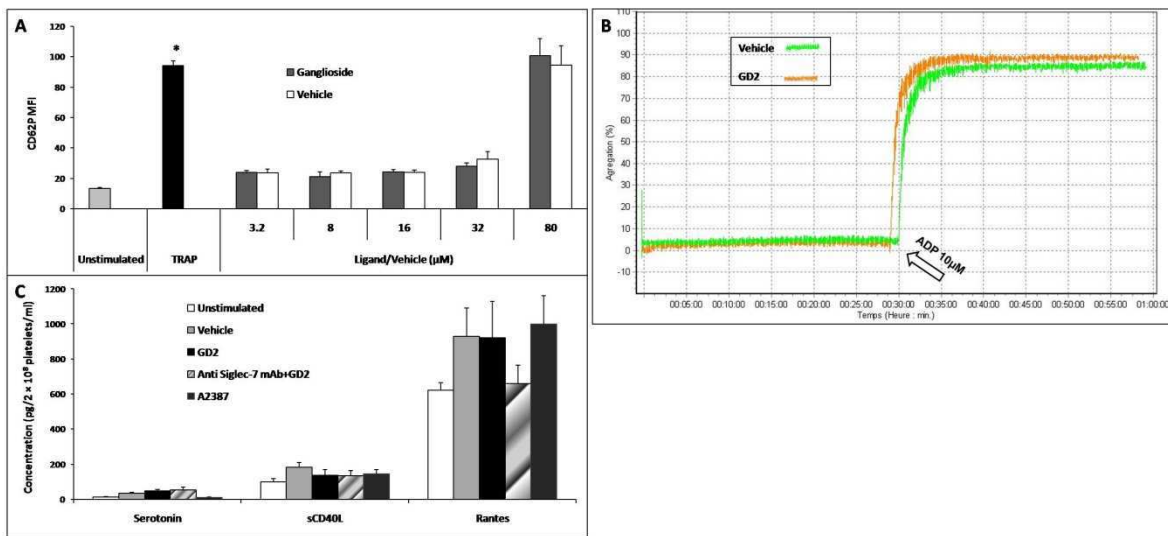 A
120
100
80
60
40
20
0
CD62P MFI
*
Ganglioside
Vehicle
3.2 8 16 32 80
Unstimulated TRAP Ligand/Vehicle (µM)
B
110
100
90
80
70
60
50
40
30
20
10
0
-10
Agregation (%)
Vehicle
GD2
ADP 10µM
00:05:00 00:10:00 00:15:00 00:20:00 00:25:00 00:30:00 00:35:00 00:40:00 00:45:00 00:50:00 00:55:00 01:00:00
Temps (Heure : min.)
C
1200
1000
800
600
400
200
0
Concentration (pg/2 × 10⁸ platelets/ml)
Unstimulated
Vehicle
GD2
Anti Siglec-7 mAb+GD2
A2387
Serotonin sCD40L Rantes